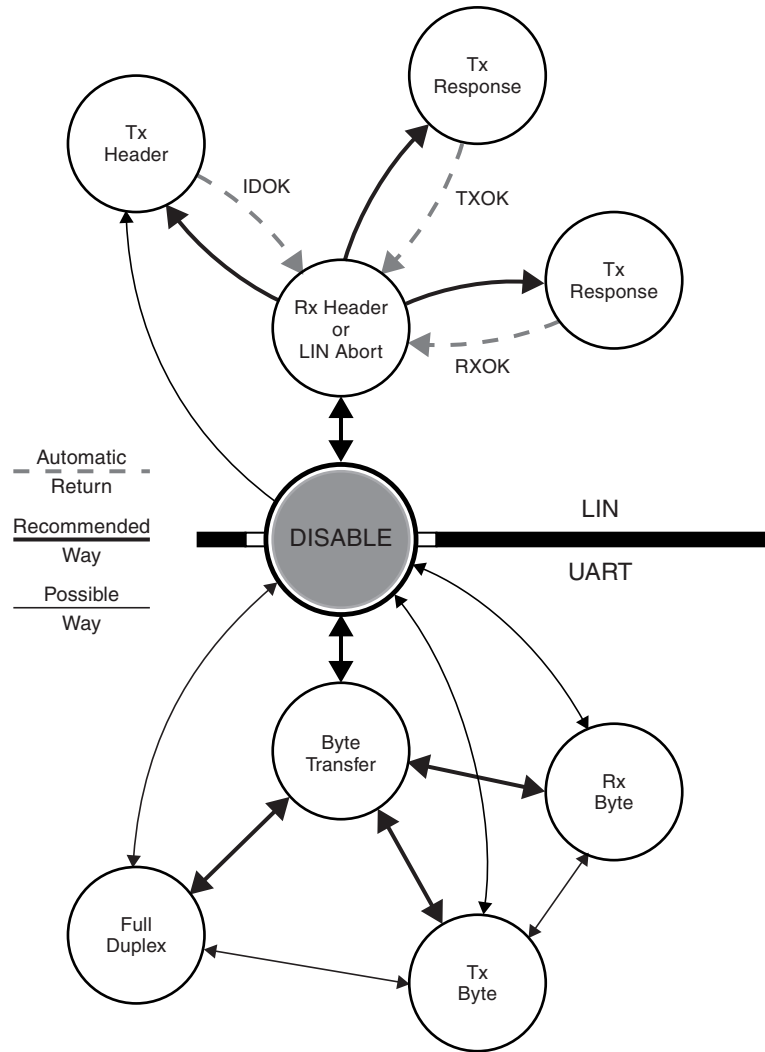 Tx
Response
Tx
Header
IDOK
TXOK
Tx
Response
Rx Header
or
LIN Abort
RXOK
Automatic
Return
Recommended
Way
Possible
Way
DISABLE
LIN
UART
Byte
Transfer
Rx
Byte
Full
Duplex
Tx
Byte